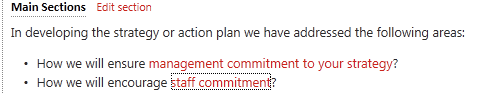 Main Sections Edit section
In developing the strategy or action plan we have addressed the following areas:
• How we will ensure management commitment to your strategy?
• How we will encourage staff commitment?